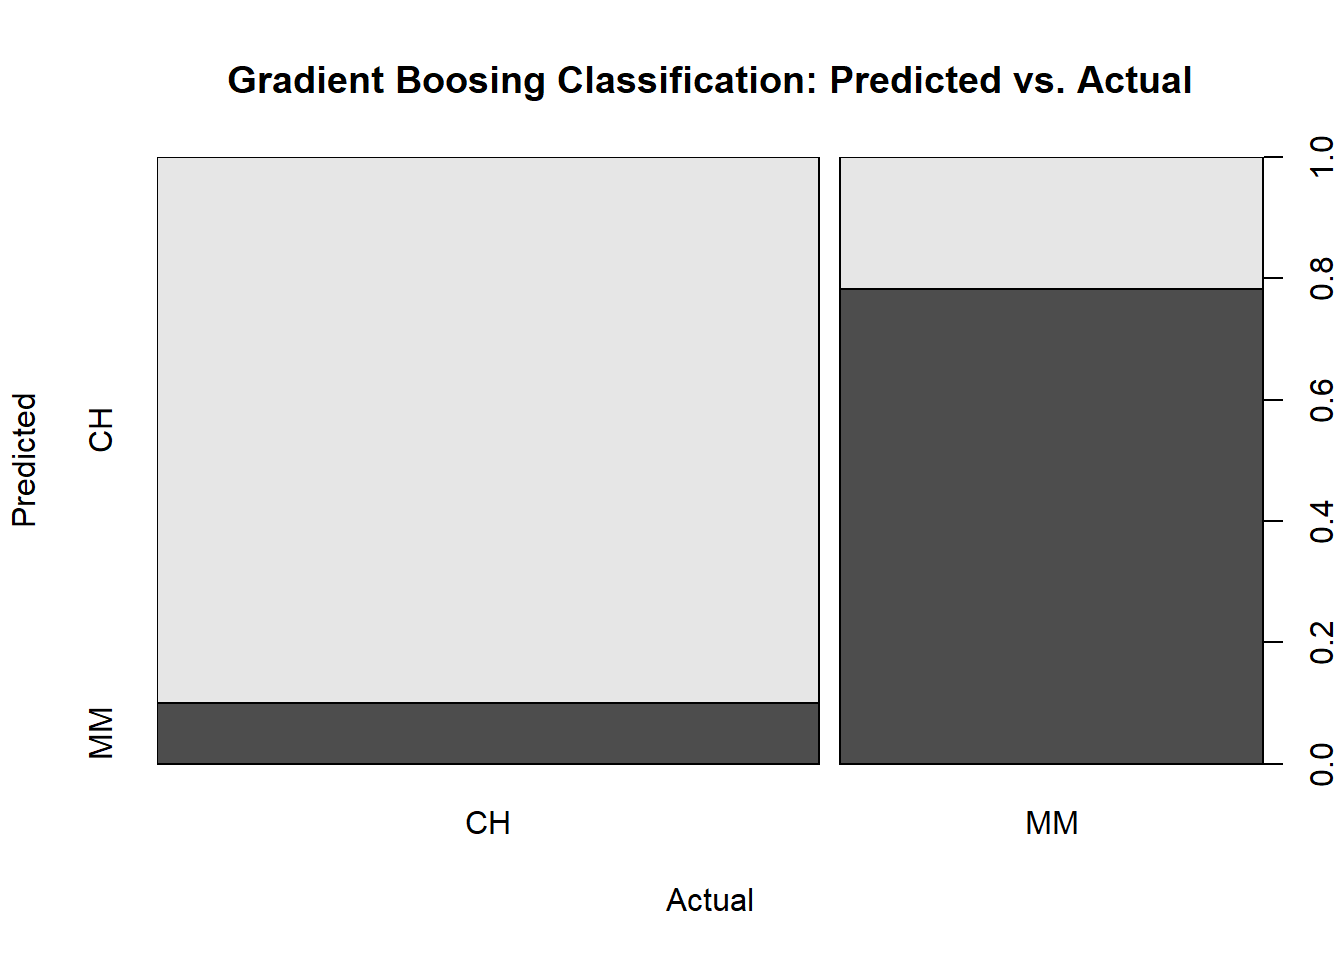 Gradient Boosing Classification: Predicted vs. Actual
Predicted
CH
MM
1.0
0.8
0.6
0.4
0.2
0.0
CH
MM
Actual